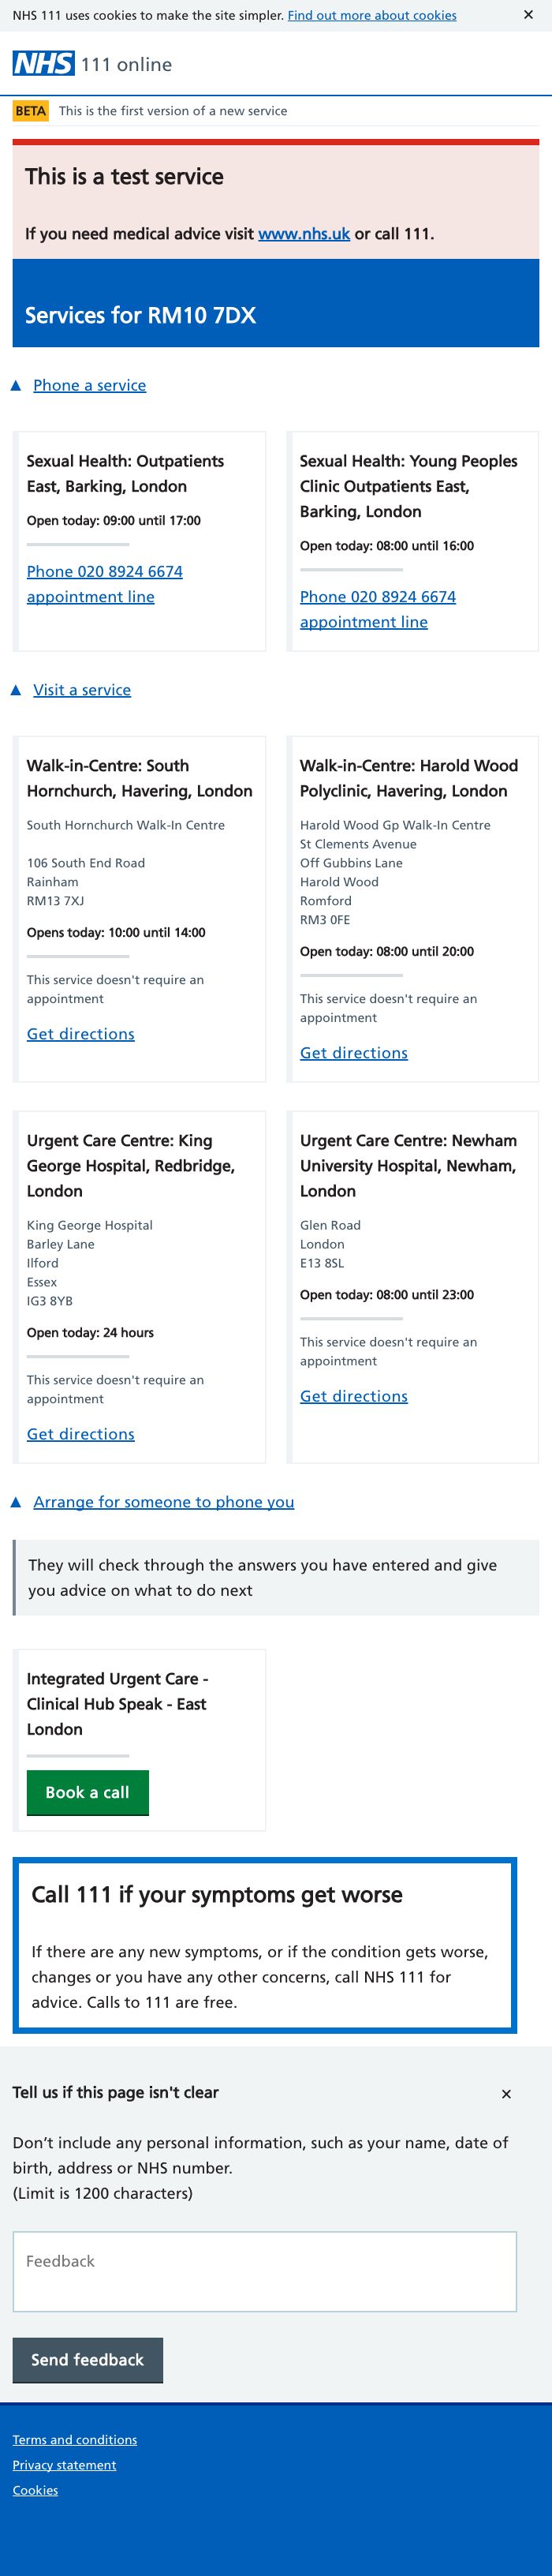 NHS 111 uses cookies to make the site simpler. Find out more about cookies ✕
NHS 111 online
BETA This is the first version of a new service
This is a test service
If you need medical advice visit www.nhs.uk or call 111.
Services for RM10 7DX
▲ Phone a service
Sexual Health: Outpatients
East, Barking, London
Open today: 09:00 until 17:00
Phone 020 8924 6674
appointment line
Sexual Health: Young Peoples
Clinic Outpatients East,
Barking, London
Open today: 08:00 until 16:00
Phone 020 8924 6674
appointment line
▲ Visit a service
Walk-in-Centre: South
Hornchurch, Havering, London
South Hornchurch Walk-In Centre
106 South End Road
Rainham
RM13 7XJ
Opens today: 10:00 until 14:00
This service doesn't require an
appointment
Get directions
Walk-in-Centre: Harold Wood
Polyclinic, Havering, London
Harold Wood Gp Walk-In Centre
St Clements Avenue
Off Gubbins Lane
Harold Wood
Romford
RM3 0FE
Open today: 08:00 until 20:00
This service doesn't require an
appointment
Get directions
Urgent Care Centre: King
George Hospital, Redbridge,
London
King George Hospital
Barley Lane
Ilford
Essex
IG3 8YB
Open today: 24 hours
This service doesn't require an
appointment
Get directions
Urgent Care Centre: Newham
University Hospital, Newham,
London
Glen Road
London
E13 8SL
Open today: 08:00 until 23:00
This service doesn't require an
appointment
Get directions
▲ Arrange for someone to phone you
They will check through the answers you have entered and give
you advice on what to do next
Integrated Urgent Care -
Clinical Hub Speak - East
London
Book a call
Call 111 if your symptoms get worse
If there are any new symptoms, or if the condition gets worse,
changes or you have any other concerns, call NHS 111 for
advice. Calls to 111 are free.
Tell us if this page isn't clear ✕
Don’t include any personal information, such as your name, date of
birth, address or NHS number.
(Limit is 1200 characters)
Feedback
Send feedback
Terms and conditions
Privacy statement
Cookies